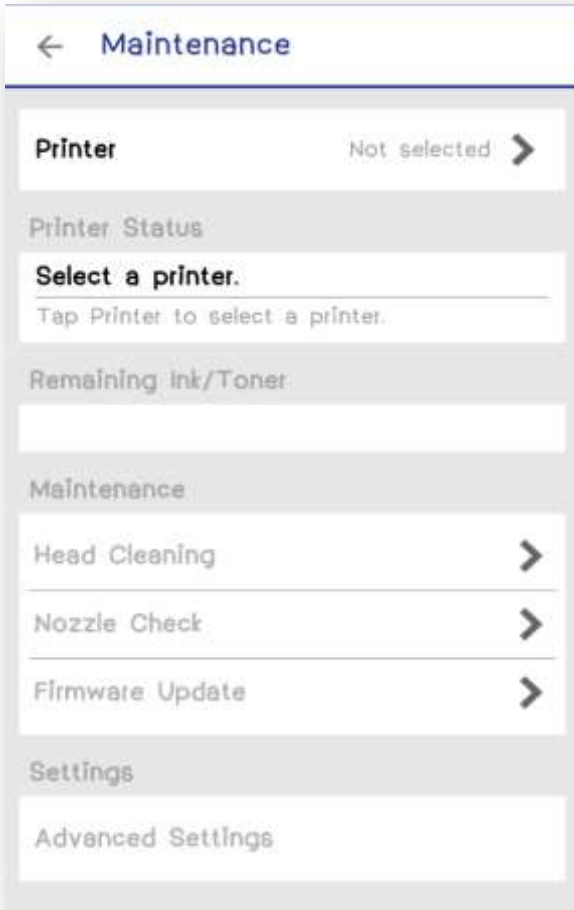 Maintenance
Printer Not selected
Printer Status
Select a printer.
Tap Printer to select a printer.
Remaining Ink/Toner
Maintenance
Head Cleaning
Nozzle Check
Firmware Update
Settings
Advanced Settings